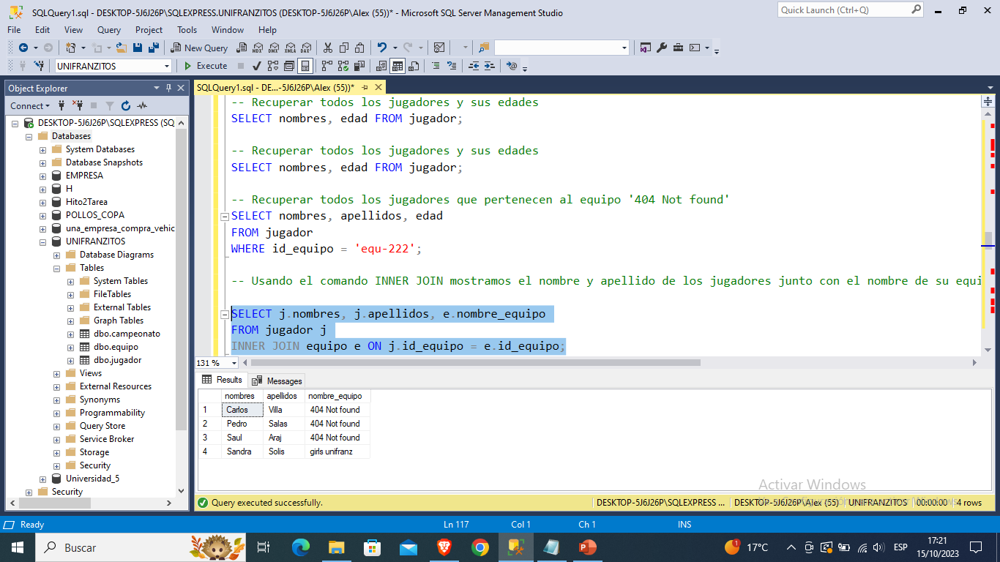 SQLQuery1.sql - DESKTOP-5J6J26P\SQLEXPRESS.UNIFRANZITOS (DESKTOP-5J6J26P\Alex (55))* - Microsoft SQL Server Management Studio
Quick Launch (Ctrl+Q)
File Edit View Query Project Tools Window Help
New Query MDX DMX XMLA DAX
UNIFRANZITOS Execute
Object Explorer
Connect
DESKTOP-5J6J26P\SQLEXPRESS (SQ
Databases
System Databases
Database Snapshots
EMPRESA
H
Hito2Tarea
POLLOS_COPA
una_empresa_compra_vehic
UNIFRANZITOS
Database Diagrams
Tables
System Tables
FileTables
External Tables
Graph Tables
dbo.campeonato
dbo.equipo
dbo.jugador
Views
External Resources
Synonyms
Programmability
Query Store
Service Broker
Storage
Security
Universidad_5
Security
SQLQuery1.sql - DE...-5J6J26P\Alex (55))*
-- Recuperar todos los jugadores y sus edades
SELECT nombres, edad FROM jugador;
-- Recuperar todos los jugadores y sus edades
SELECT nombres, edad FROM jugador;
-- Recuperar todos los jugadores que pertenecen al equipo '404 Not found'
SELECT nombres, apellidos, edad
FROM jugador
WHERE id_equipo = 'equ-222';
-- Usando el comando INNER JOIN mostramos el nombre y apellido de los jugadores junto con el nombre de su equi
SELECT j.nombres, j.apellidos, e.nombre_equipo
FROM jugador j
INNER JOIN equipo e ON j.id_equipo = e.id_equipo;
131 %
Results Messages
nombres apellidos nombre_equipo
1 Carlos Villa 404 Not found
2 Pedro Salas 404 Not found
3 Saul Araj 404 Not found
4 Sandra Solis girls unifranz
Activar Windows
Query executed successfully. DESKTOP-5J6J26P\SQLEXPRESS ... DESKTOP-5J6J26P\Alex (55) UNIFRANZITOS 00:00:00 4 rows
Ready Ln 117 Col 1 Ch 1 INS
Buscar
17°C ESP
17:21
15/10/2023